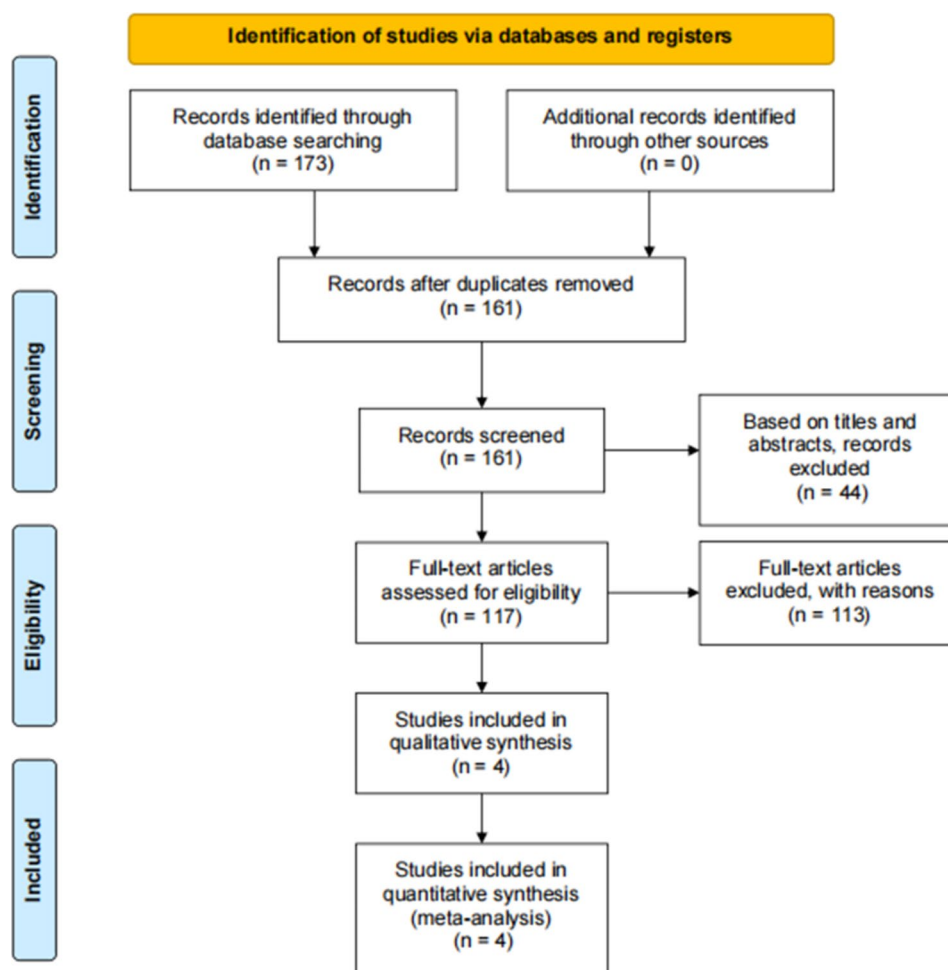 Identification of studies via databases and registers
Identification
Records identified through
database searching
(n = 173)
Additional records identified
through other sources
(n = 0)
Records after duplicates removed
(n = 161)
Screening
Records screened
(n = 161)
Based on titles and
abstracts, records
excluded
(n = 44)
Eligibility
Full-text articles
assessed for eligibility
(n = 117)
Full-text articles
excluded, with reasons
(n = 113)
Studies included in
qualitative synthesis
(n = 4)
Included
Studies included in
quantitative synthesis
(meta-analysis)
(n = 4)